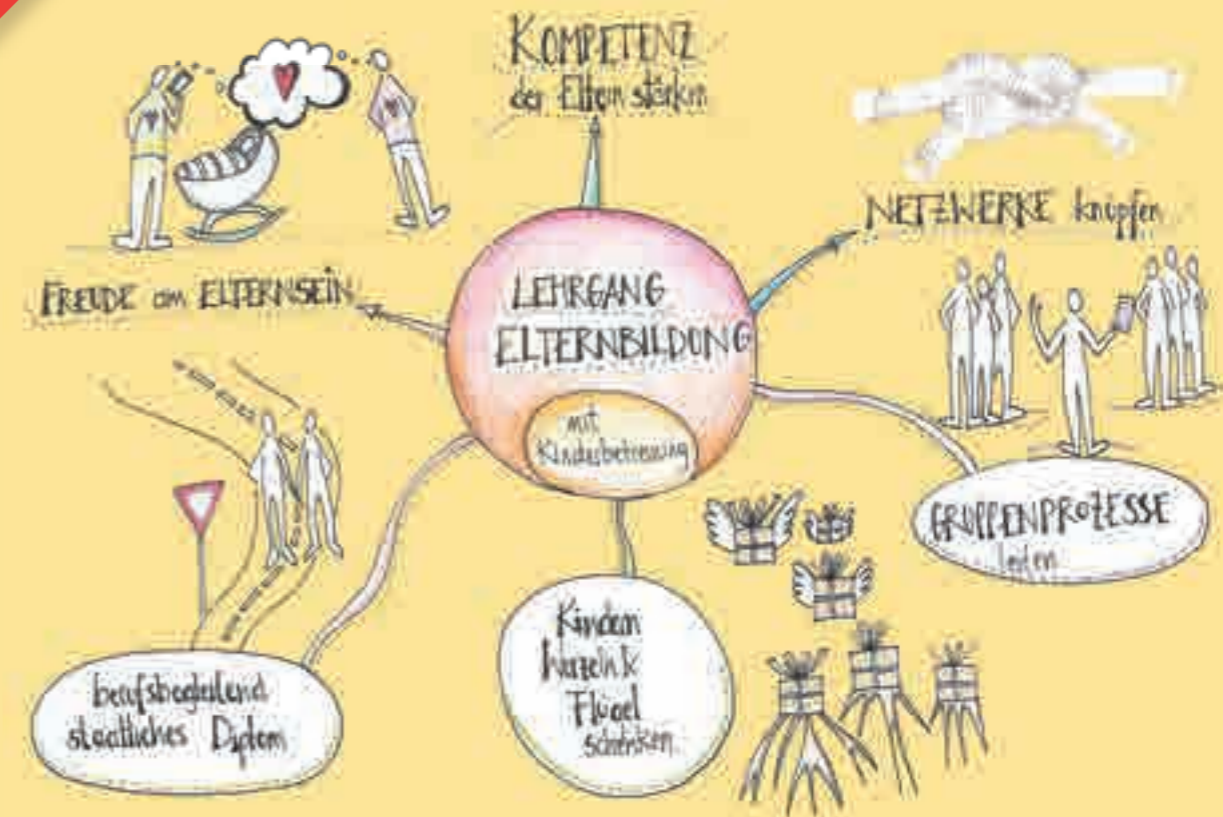 KOMPETENZ
der Eltern stärken
NETZWERKE knüpfen
FREUDE am ELTERNSEIN
LEHRGANG
ELTERNBILDUNG
mit
Kinderbetreuung
GRUPPENPROZESSE
leiten
berufsbegleitend
staatliches Diplom
Kindern
Wurzeln &
Flügel
schenken